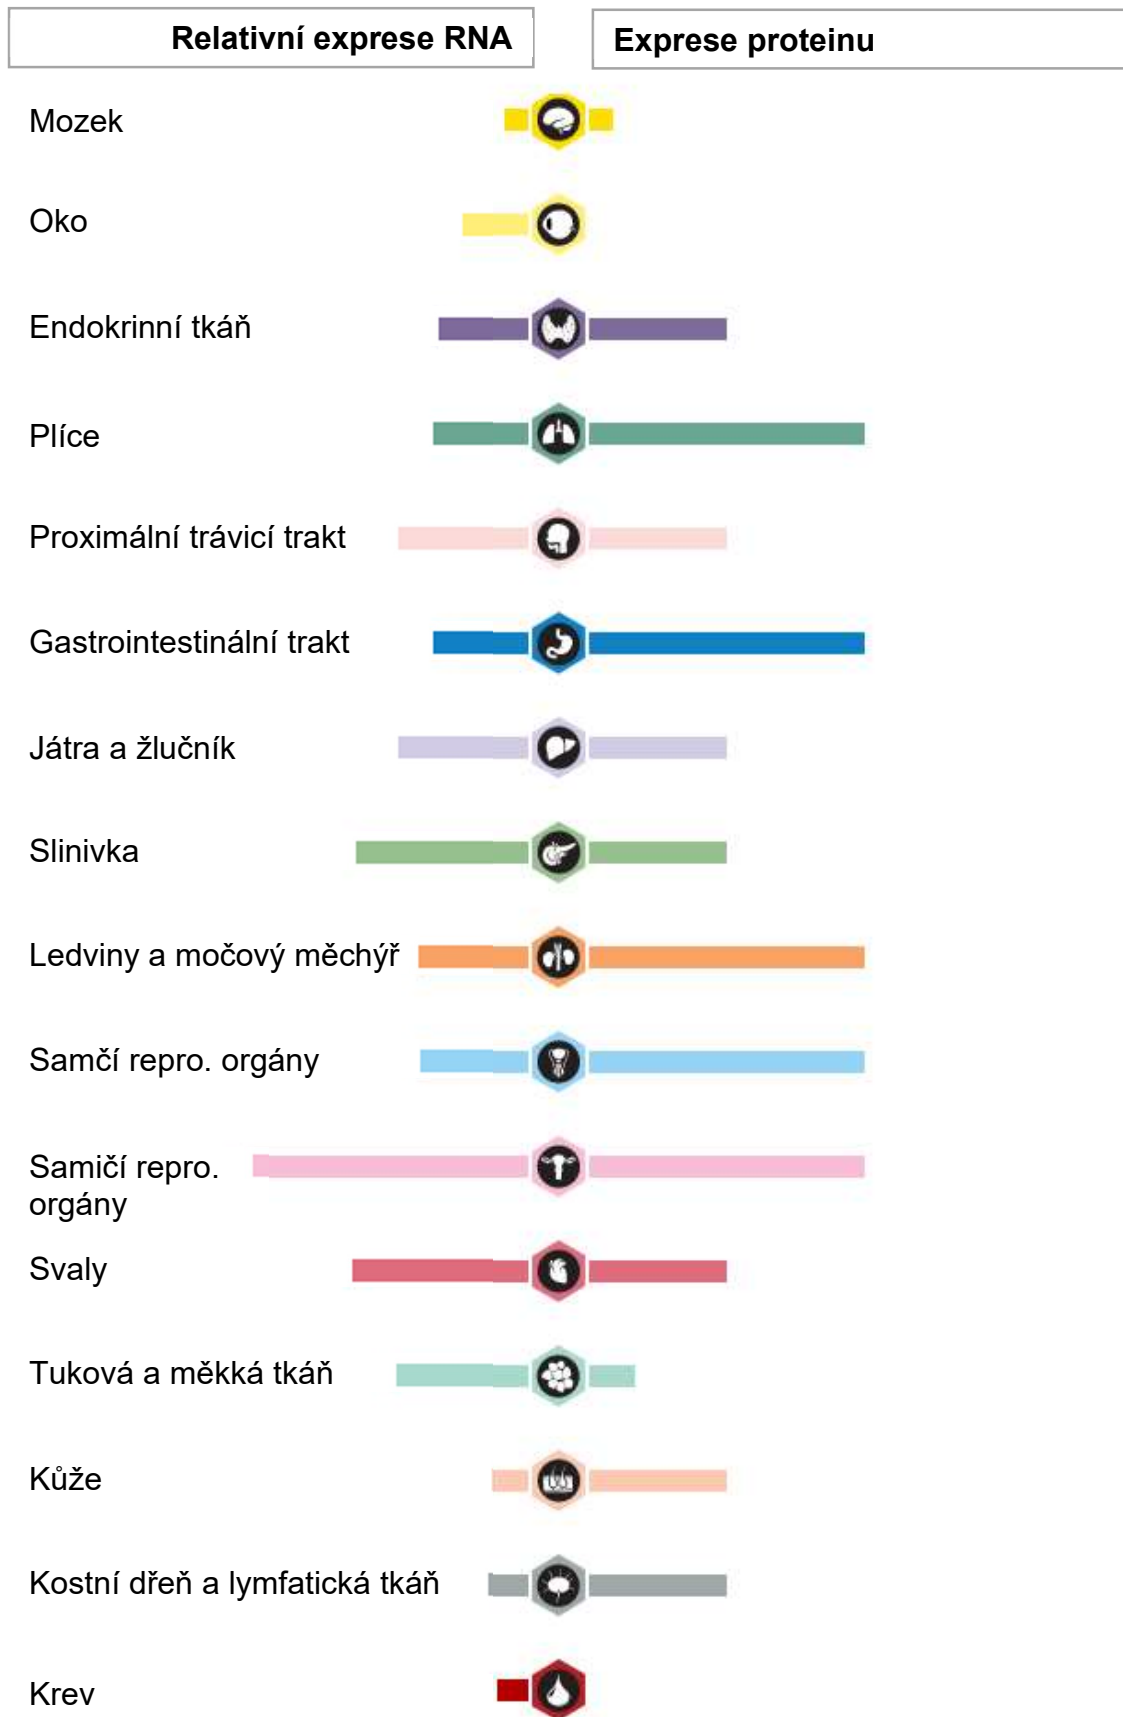 Relativní exprese RNA
Exprese proteinu
Mozek
Oko
Endokrinní tkáň
Plíce
Proximální trávicí trakt
Gastrointestinální trakt
Játra a žlučník
Slinivka
Ledviny a močový měchýř
Samčí repro. orgány
Samičí repro.
orgány
Svaly
Tuková a měkká tkáň
Kůže
Kostní dřeň a lymfatická tkáň
Krev